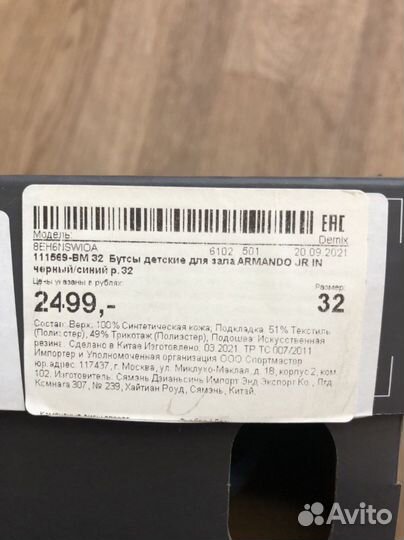 Модель:
8EH6NSWIOA
6102 501
20.09.2021
EAC
Demix
111569-BM 32 Бутсы детские для зала ARMANDO JR IN
черный/синий р.32
Цены указаны в рублях:
2499,-
Размер:
32
Состав: Верх: 100% Синтетическая кожа; Подкладка: 51% Текстиль
(Полиэстер), 49% Трикотаж (Полиэстер), Подошва: Искусственная
резина. Сделано в Китае Изготовлено: 03.2021. ТР ТС 007/2011
Импортер и Уполномоченная организация ООО Спортмастер
юр.адрес: 117437, г. Москва, ул. Миклухо-Маклая, д. 18, корпус 2, ком.
102. Изготовитель: Сямэнь Дзианьсинь Импорт Энд Экспорт Ко., Лтд.
Комната 307, № 239, Хайтиан Роуд, Сямэнь, Китай.
Avito